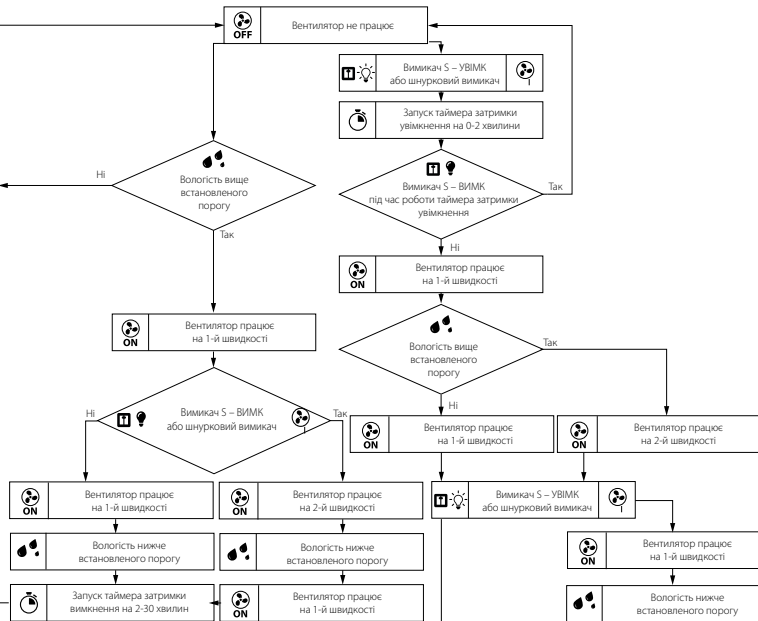 OFF
Вентилятор не працює
Вимикач S – УВІМК
або шнурковий вимикач
Запуск таймера затримки
увімкнення на 0-2 хвилини
Ні
Вологість вище
встановленого
порогу
Так
Вимикач S – ВИМК
під час роботи таймера затримки
увімкнення
Так
Ні
ON
Вентилятор працює
на 1-й швидкості
ON
Вентилятор працює
на 1-й швидкості
Вологість вище
встановленого
порогу
Так
Ні
Ні
Вимикач S – ВИМК
або шнурковий вимикач
Так
ON
Вентилятор працює
на 1-й швидкості
ON
Вентилятор працює
на 2-й швидкості
ON
Вентилятор працює
на 1-й швидкості
ON
Вентилятор працює
на 2-й швидкості
Вимикач S – УВІМК
або шнурковий вимикач
Вологість нижче
встановленого порогу
Вологість нижче
встановленого порогу
ON
Вентилятор працює
на 1-й швидкості
Запуск таймера затримки
вимкнення на 2-30 хвилин
ON
Вентилятор працює
на 1-й швидкості
Вологість нижче
встановленого порогу